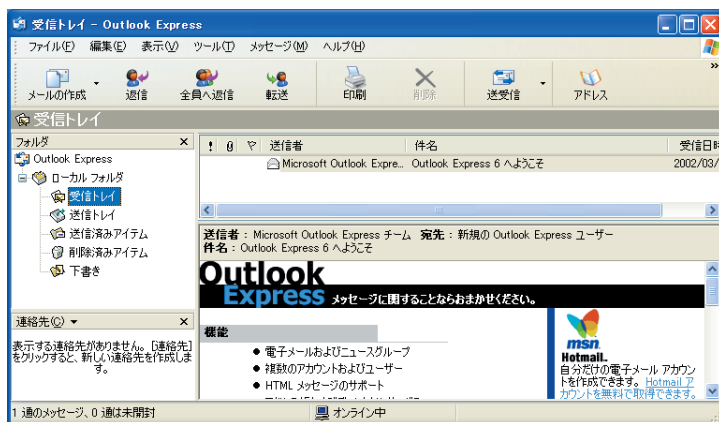 受信トレイ - Outlook Express
ファイル(F) 編集(E) 表示(V) ツール(T) メッセージ(M) ヘルプ(H)
メールの作成 返信 全員へ返信 転送 印刷 削除 送受信 アドレス
受信トレイ
フォルダ
Outlook Express
ローカル フォルダ
受信トレイ
送信トレイ
送信済みアイテム
削除済みアイテム
下書き
連絡先(C)
表示する連絡先がありません。[連絡先]
をクリックすると、新しい連絡先を作成しま
す。
! 送信者 件名 受信日時
Microsoft Outlook Expre... Outlook Express 6 へようこそ 2002/03/
送信者: Microsoft Outlook Express チーム 宛先: 新規の Outlook Express ユーザー
件名: Outlook Express 6 へようこそ
Outlook
Express メッセージに関することならおまかせください。
機能
● 電子メールおよびニュースグループ
● 複数のアカウントおよびユーザー
● HTML メッセージのサポート
msn
Hotmail.
自分だけの電子メール アカウン
トを作成できます。 Hotmail ア
カウントを無料で取得できます。
1 通のメッセージ、0 通は未開封 オンライン中